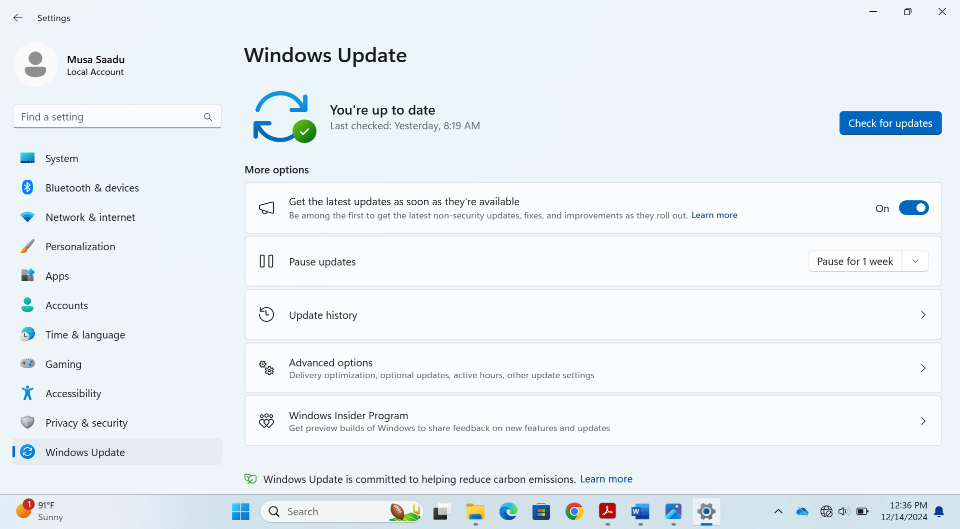 Settings
Musa Saadu
Local Account
Find a setting
System
Bluetooth & devices
Network & internet
Personalization
Apps
Accounts
Time & language
Gaming
Accessibility
Privacy & security
Windows Update
Windows Update
You're up to date
Last checked: Yesterday, 8:19 AM
Check for updates
More options
Get the latest updates as soon as they're available
Be among the first to get the latest non-security updates, fixes, and improvements as they roll out. Learn more
On
Pause updates
Pause for 1 week
Update history
Advanced options
Delivery optimization, optional updates, active hours, other update settings
Windows Insider Program
Get preview builds of Windows to share feedback on new features and updates
Windows Update is committed to helping reduce carbon emissions. Learn more
1
91°F
Sunny
Search
W
12:36 PM
12/14/2024